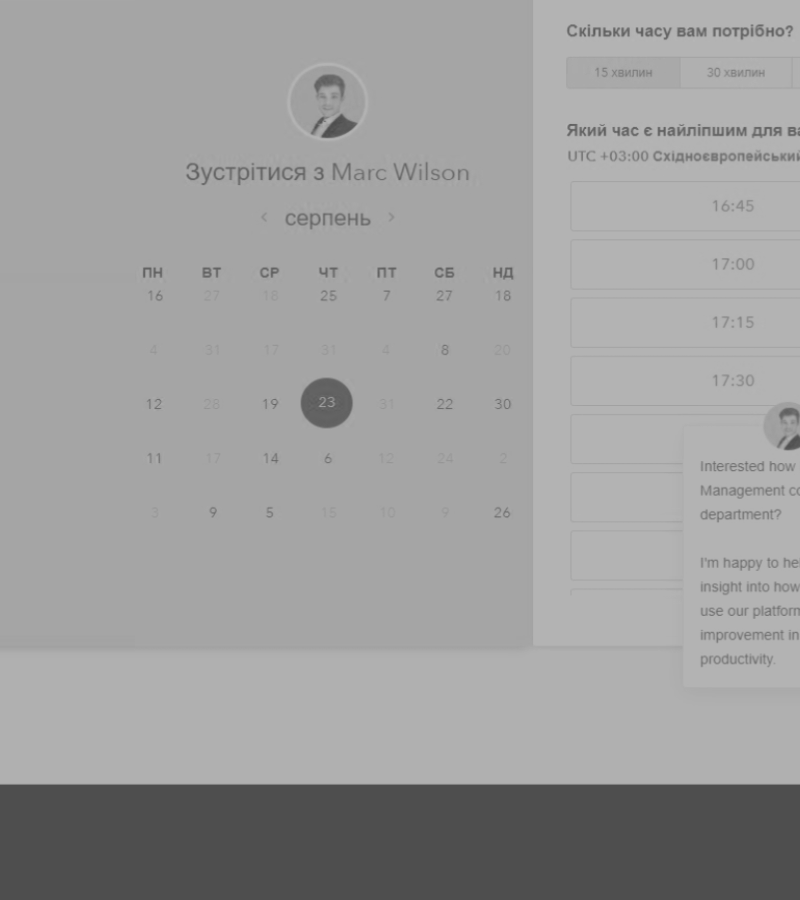 Зустрітися з Marc Wilson
‹ серпень ›
ПН ВТ СР ЧТ ПТ СБ НД
16 27 18 25 7 27 18
4 31 17 31 4 8 20
12 28 19 23 31 22 30
11 17 14 6 12 24 2
3 9 5 15 10 9 26
Скільки часу вам потрібно?
15 хвилин 30 хвилин
Який час є найліпшим для ва
UTC +03:00 Східноєвропейський
16:45
17:00
17:15
17:30
Interested how
Management co
department?
I'm happy to hel
insight into how
use our platform
improvement in
productivity.